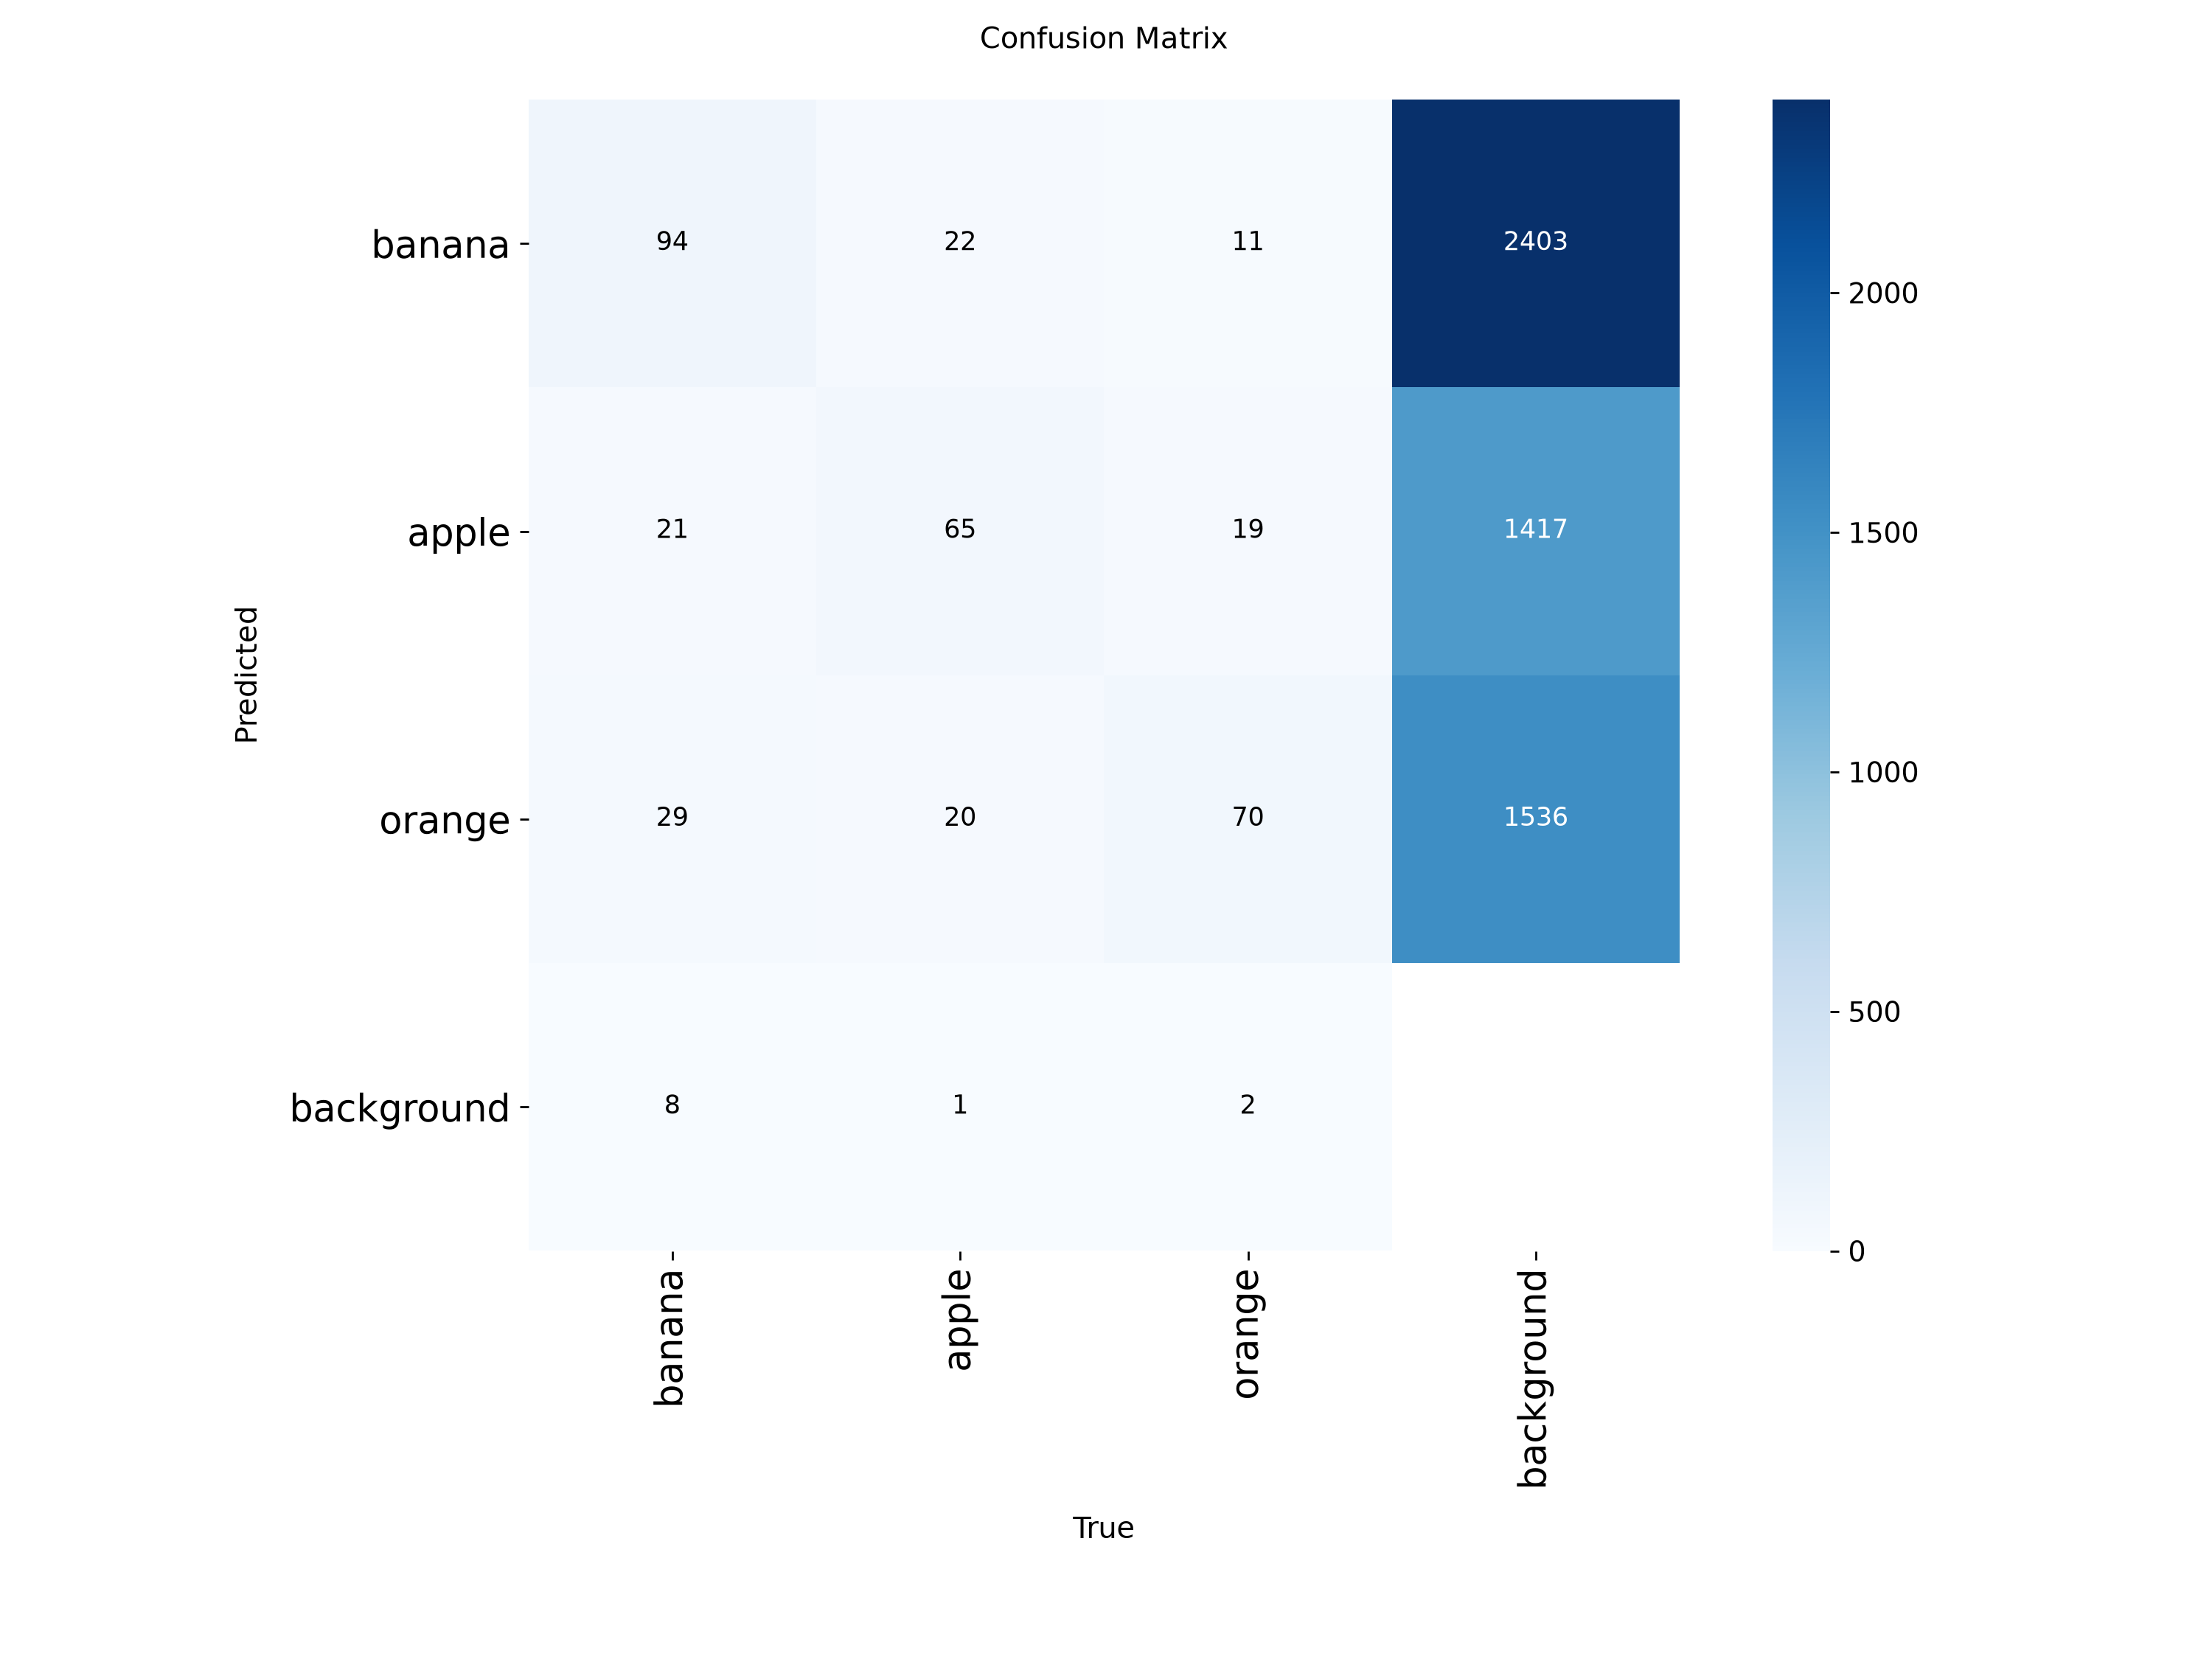 Confusion Matrix
banana 94 22 11 2403
apple 21 65 19 1417
orange 29 20 70 1536
background 8 1 2
Predicted
banana apple orange background
True
2000
1500
1000
500
0